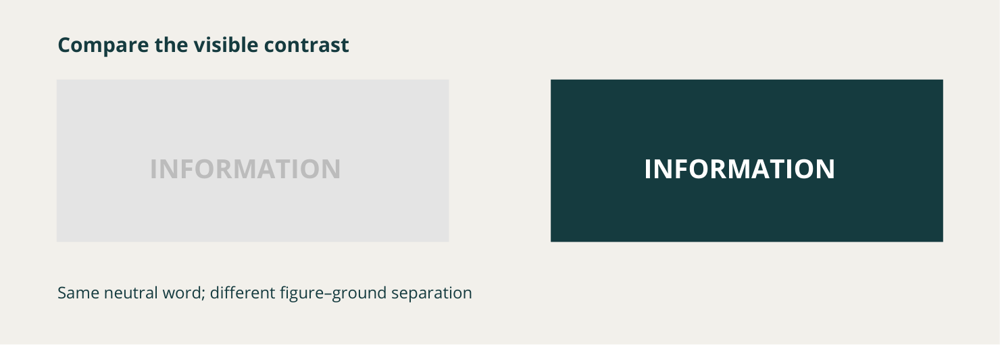 Compare the visible contrast
INFORMATION
INFORMATION
Same neutral word; different figure–ground separation